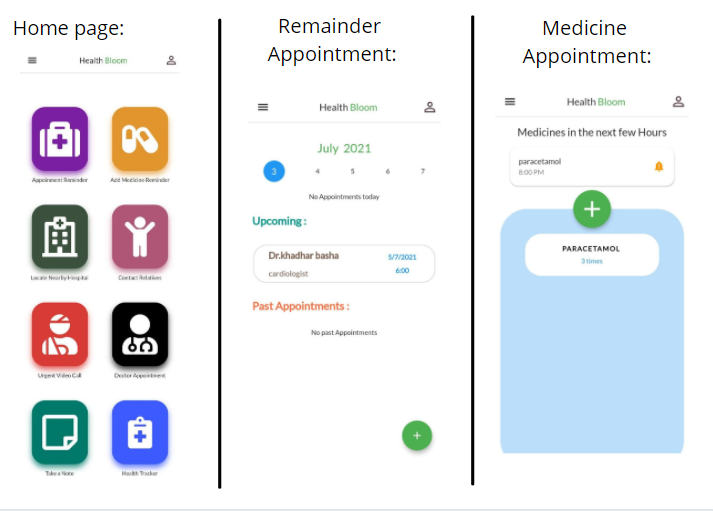 Home page:
Health Bloom
Appoinment Reminder
Add Medicine Reminder
Locate Nearby Hospital
Contact Relatives
Urgent Video Call
Doctor Appointment
Take a Note
Health Tracker
Remainder
Appointment:
Health Bloom
July 2021
3 4 5 6 7
No Appointments today
Upcoming :
Dr.khadhar basha 5/7/2021
cardiologist 6:00
Past Appointments :
No past Appointments
+
Medicine
Appointment:
Health Bloom
Medicines in the next few Hours
paracetamol
8:00 PM
+
PARACETAMOL
3 times